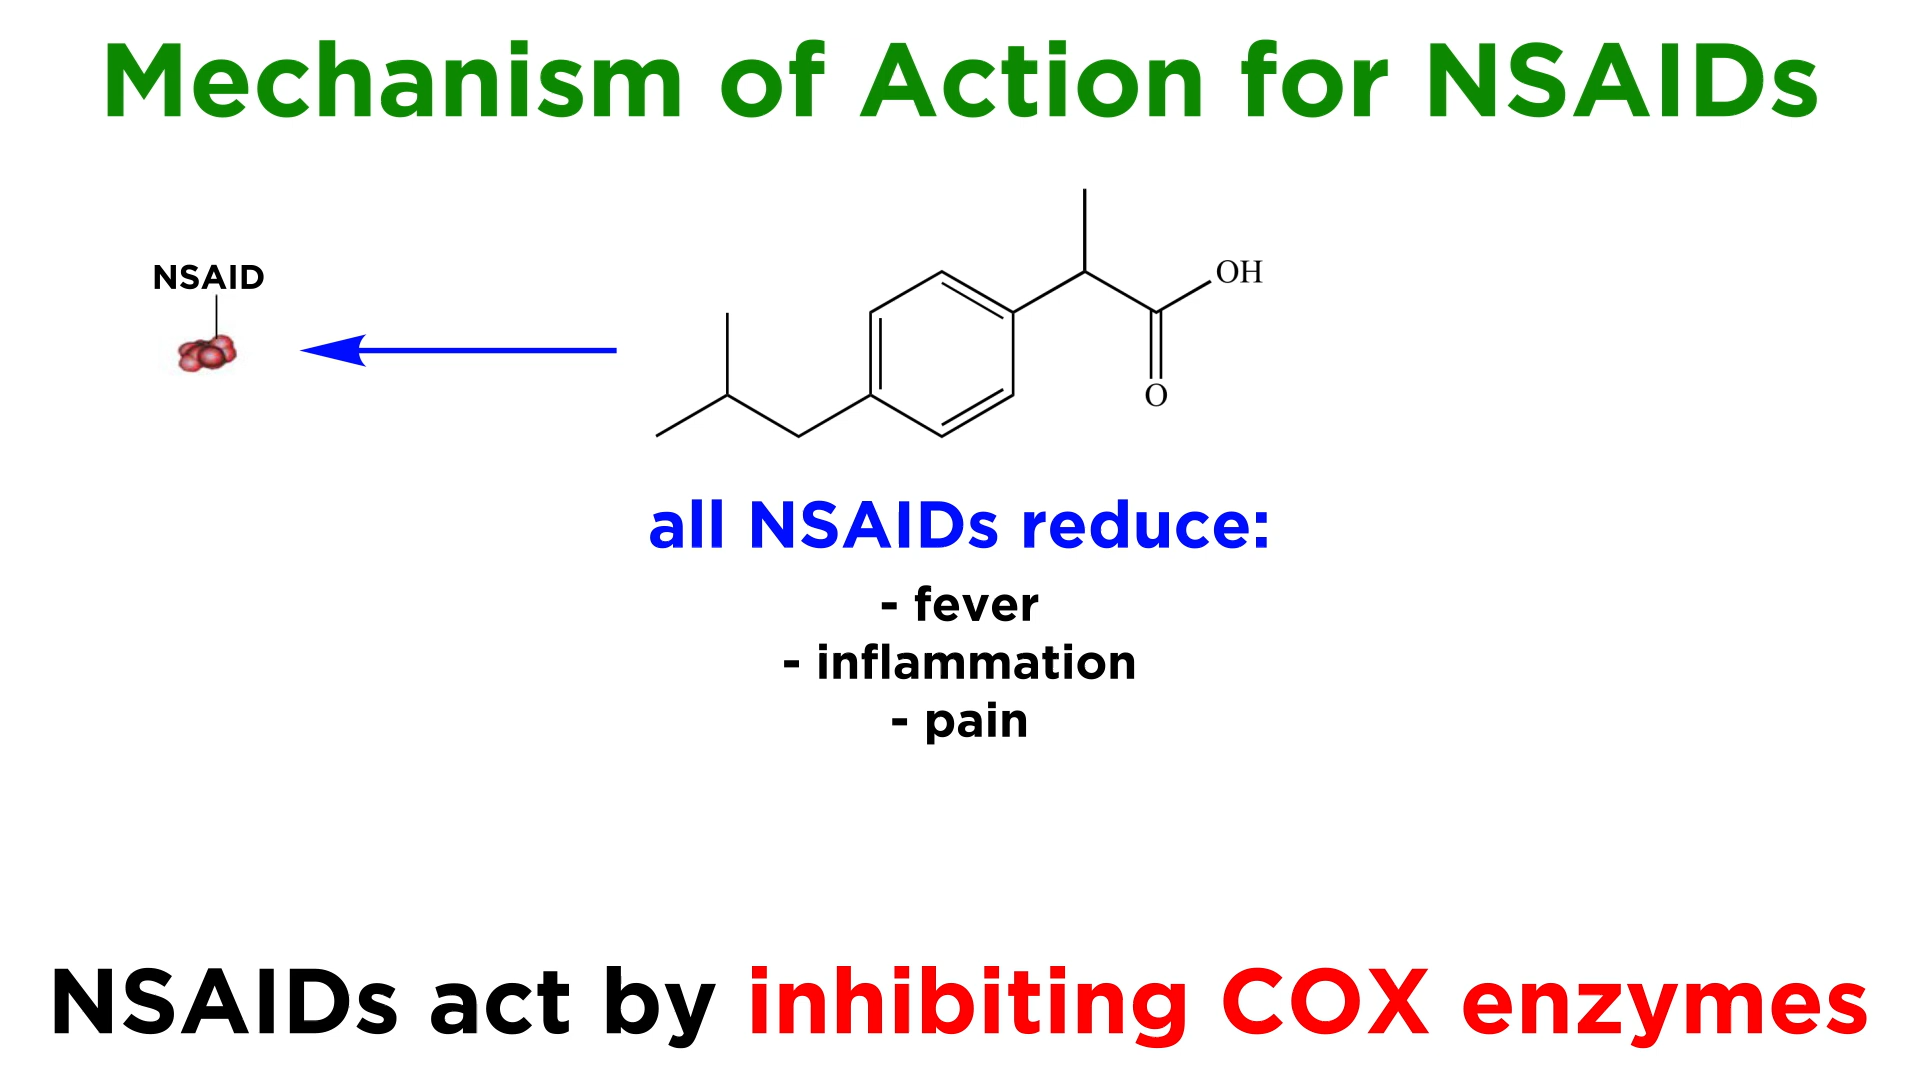 Mechanism of Action for NSAIDs
NSAID
OH
O
all NSAIDs reduce:
- fever
- inflammation
- pain
NSAIDs act by inhibiting COX enzymes